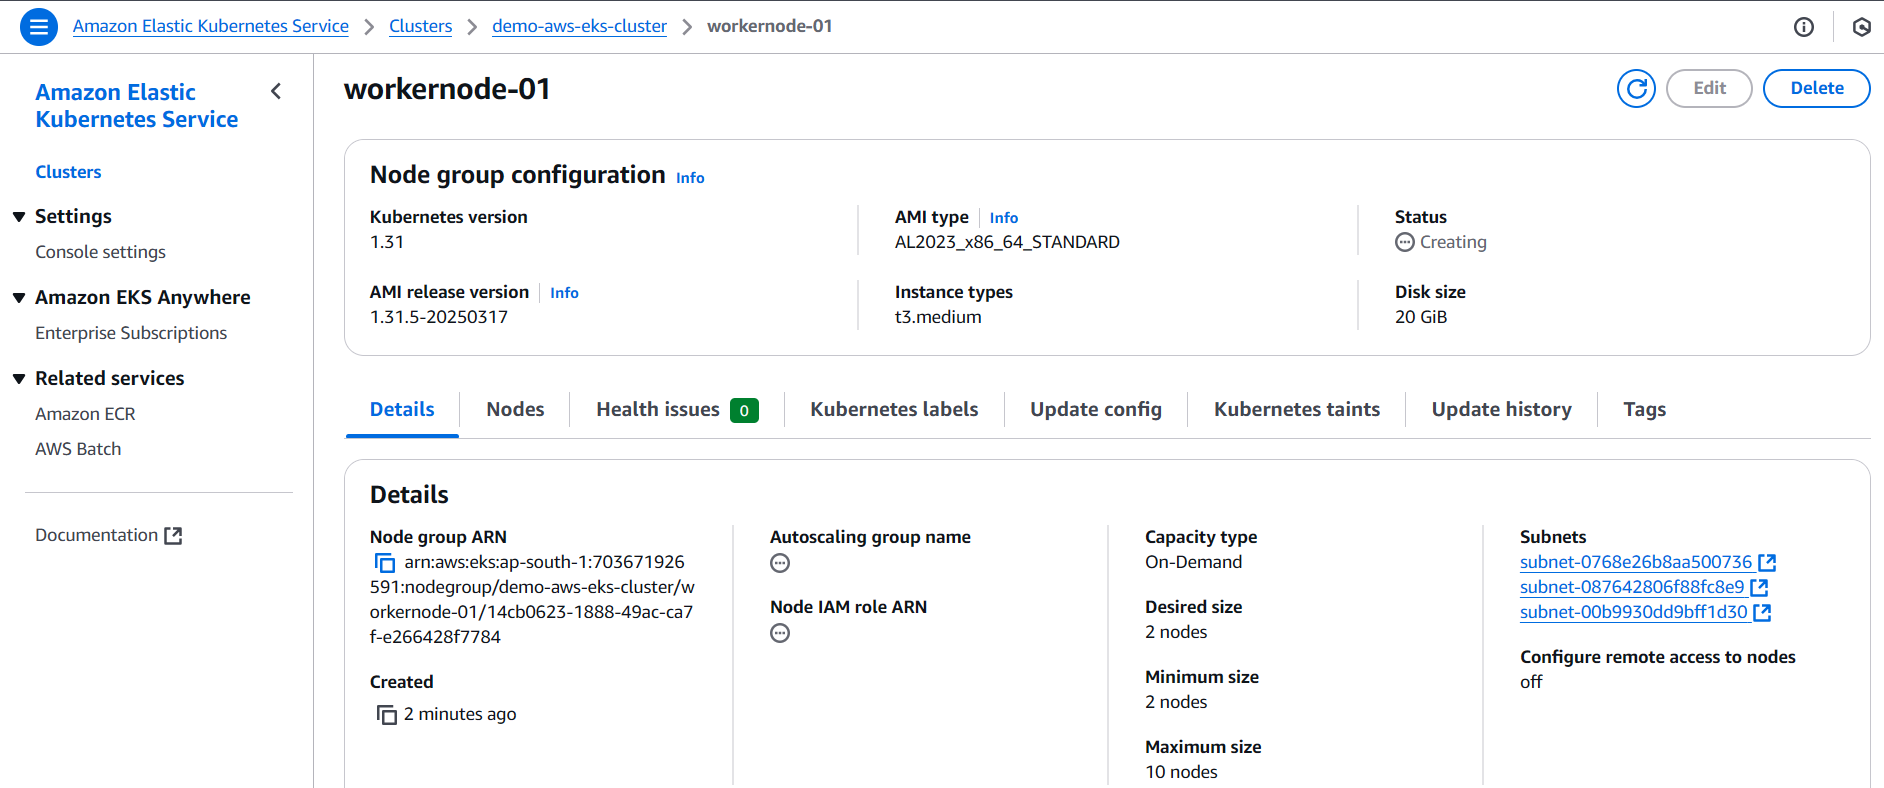 Amazon Elastic Kubernetes Service > Clusters > demo-aws-eks-cluster > workernode-01
Amazon Elastic
Kubernetes Service
Clusters
Settings
Console settings
Amazon EKS Anywhere
Enterprise Subscriptions
Related services
Amazon ECR
AWS Batch
Documentation
workernode-01
Edit
Delete
Node group configuration Info
Kubernetes version
1.31
AMI type Info
AL2023_x86_64_STANDARD
Status
Creating
AMI release version Info
1.31.5-20250317
Instance types
t3.medium
Disk size
20 GiB
Details
Nodes
Health issues 0
Kubernetes labels
Update config
Kubernetes taints
Update history
Tags
Details
Node group ARN
arn:aws:eks:ap-south-1:703671926
591:nodegroup/demo-aws-eks-cluster/w
orkernode-01/14cb0623-1888-49ac-ca7
f-e266428f7784
Created
2 minutes ago
Autoscaling group name
Node IAM role ARN
Capacity type
On-Demand
Desired size
2 nodes
Minimum size
2 nodes
Maximum size
10 nodes
Subnets
subnet-0768e26b8aa500736
subnet-087642806f88fc8e9
subnet-00b9930dd9bff1d30
Configure remote access to nodes
off